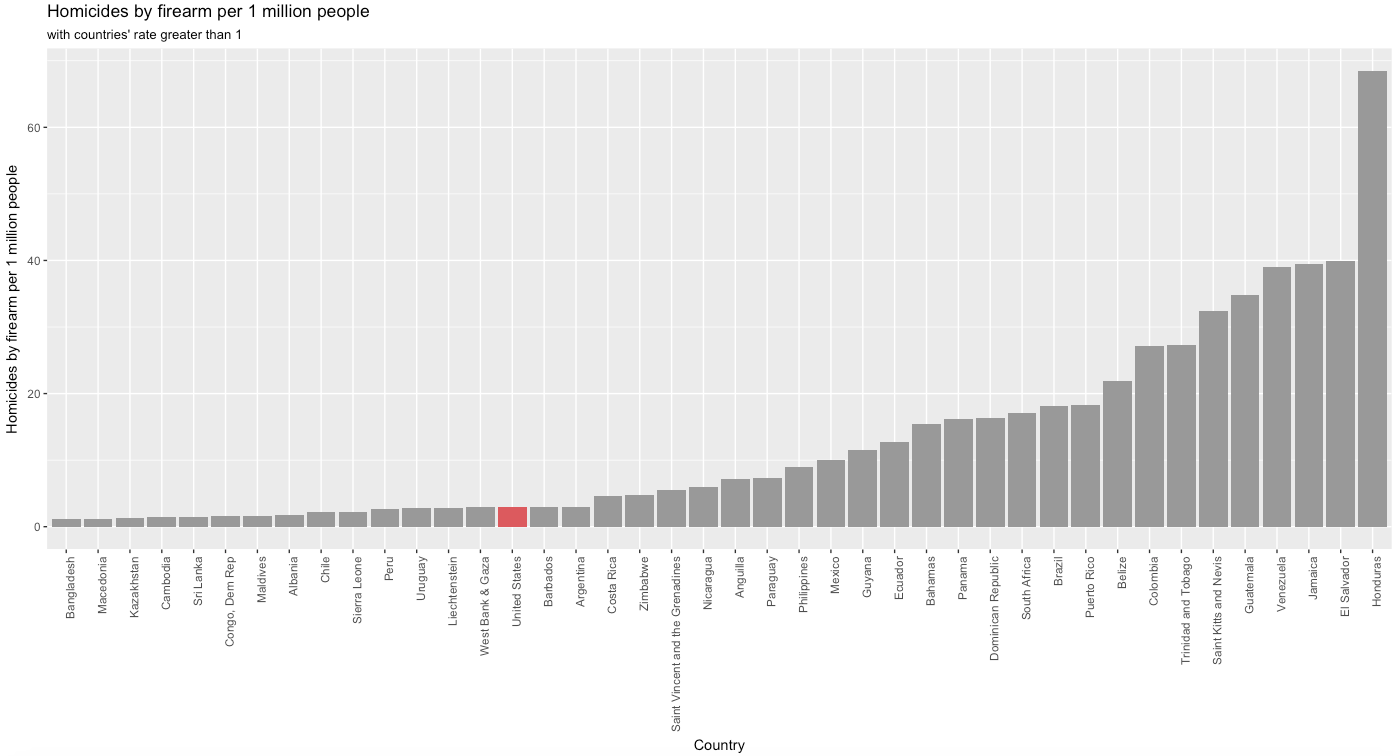 Homicides by firearm per 1 million people
with countries' rate greater than 1
Homicides by firearm per 1 million people
60
40
20
0
Bangladesh
Macedonia
Kazakhstan
Cambodia
Sri Lanka
Congo, Dem Rep
Maldives
Albania
Chile
Sierra Leone
Peru
Uruguay
Liechtenstein
West Bank & Gaza
United States
Barbados
Argentina
Costa Rica
Zimbabwe
Saint Vincent and the Grenadines
Nicaragua
Anguilla
Paraguay
Philippines
Mexico
Guyana
Ecuador
Bahamas
Panama
Dominican Republic
South Africa
Brazil
Puerto Rico
Belize
Colombia
Trinidad and Tobago
Saint Kitts and Nevis
Guatemala
Venezuela
Jamaica
El Salvador
Honduras
Country